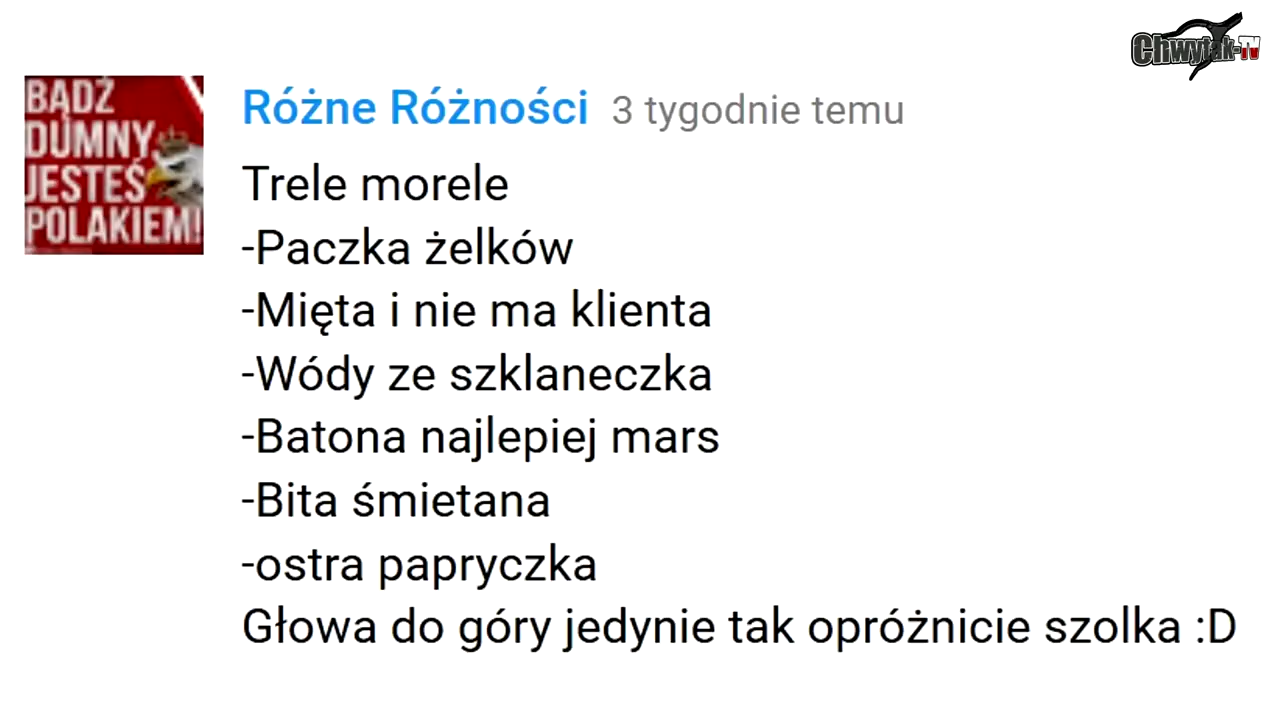 Chwytak-TV
BĄDŹ
DUMNY
JESTEŚ
POLAKIEM!
Różne Różności 3 tygodnie temu
Trele morele
-Paczka żelków
-Mięta i nie ma klienta
-Wódy ze szklaneczka
-Batona najlepiej mars
-Bita śmietana
-ostra papryczka
Głowa do góry jedynie tak opróżnicie szolka :D